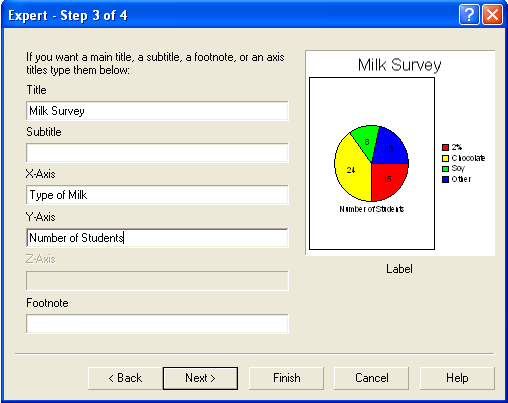 Expert - Step 3 of 4
If you want a main title, a subtitle, a footnote, or an axis
titles type them below:
Title
Milk Survey
Subtitle
X-Axis
Type of Milk
Y-Axis
Number of Students
Z-Axis
Footnote
Milk Survey
8
24
15
2%
Chocolate
Soy
Other
Number of Students
Label
< Back
Next >
Finish
Cancel
Help